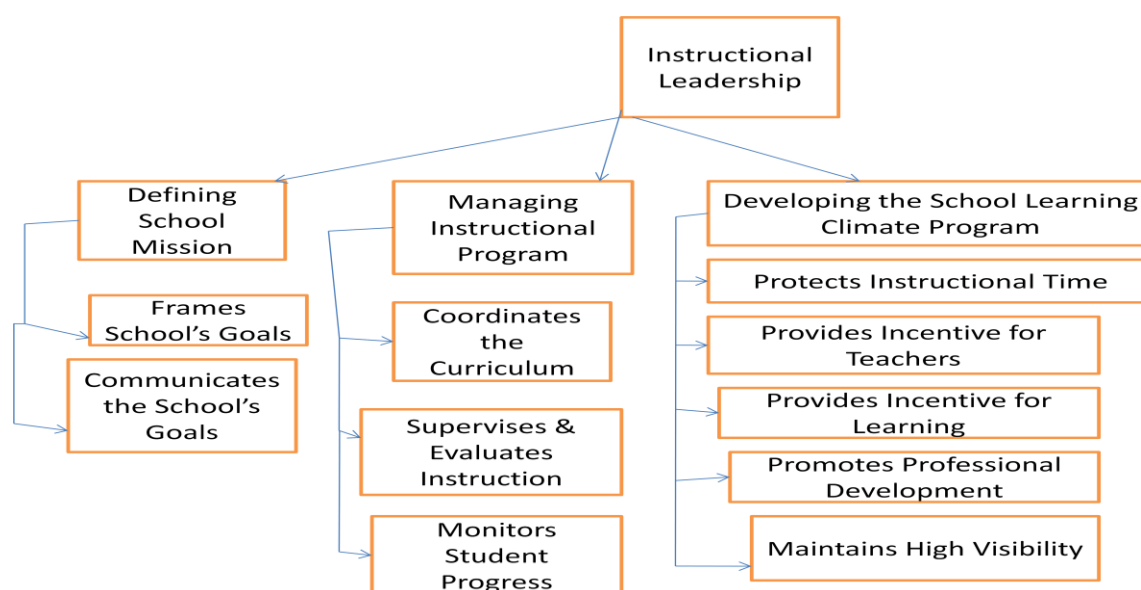 Instructional
Leadership
Defining
School
Mission
Frames
School’s Goals
Communicates
the School’s
Goals
Managing
Instructional
Program
Coordinates
the
Curriculum
Supervises &
Evaluates
Instruction
Monitors
Student
Progress
Developing the School Learning
Climate Program
Protects Instructional Time
Provides Incentive for
Teachers
Provides Incentive for
Learning
Promotes Professional
Development
Maintains High Visibility